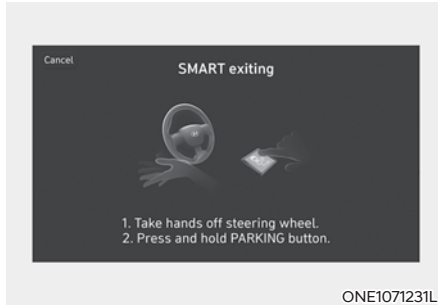 Cancel
SMART exiting
1. Take hands off steering wheel.
2. Press and hold PARKING button.
ONE1071231L